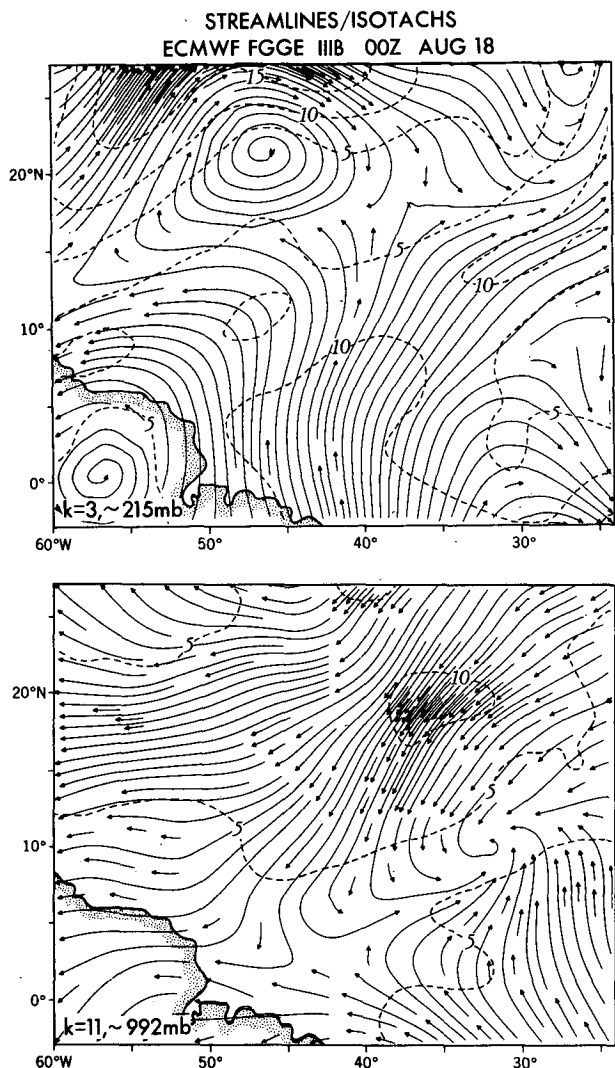 STREAMLINES/ISOTACHS
ECMWF FGGE IIIB 00Z AUG 18
15
10
5
20°N
5
10
10°
10
5
5
0°
k=3,~215mb
60°W 50° 40° 30°
5
10
20°N
5
10°
5
5
0°
k=11,~992mb
60°W 50° 40° 30°